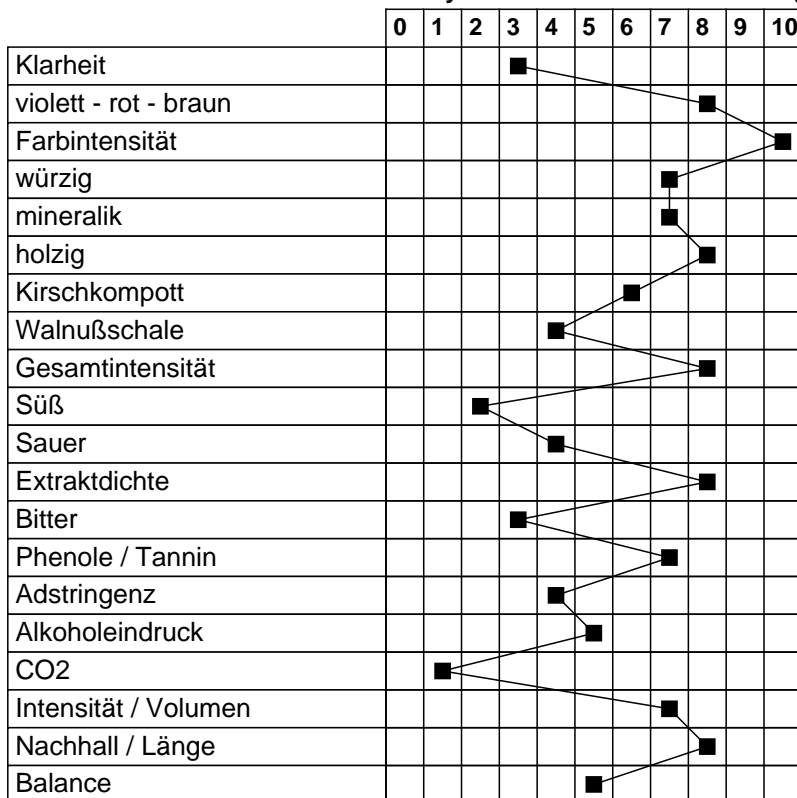 0 1 2 3 4 5 6 7 8 9 10
Klarheit
violett - rot - braun
Farbintensität
würzig
mineralik
holzig
Kirschkompott
Walnußschale
Gesamtintensität
Süß
Sauer
Extraktdichte
Bitter
Phenole / Tannin
Adstringenz
Alkoholeindruck
CO2
Intensität / Volumen
Nachhall / Länge
Balance